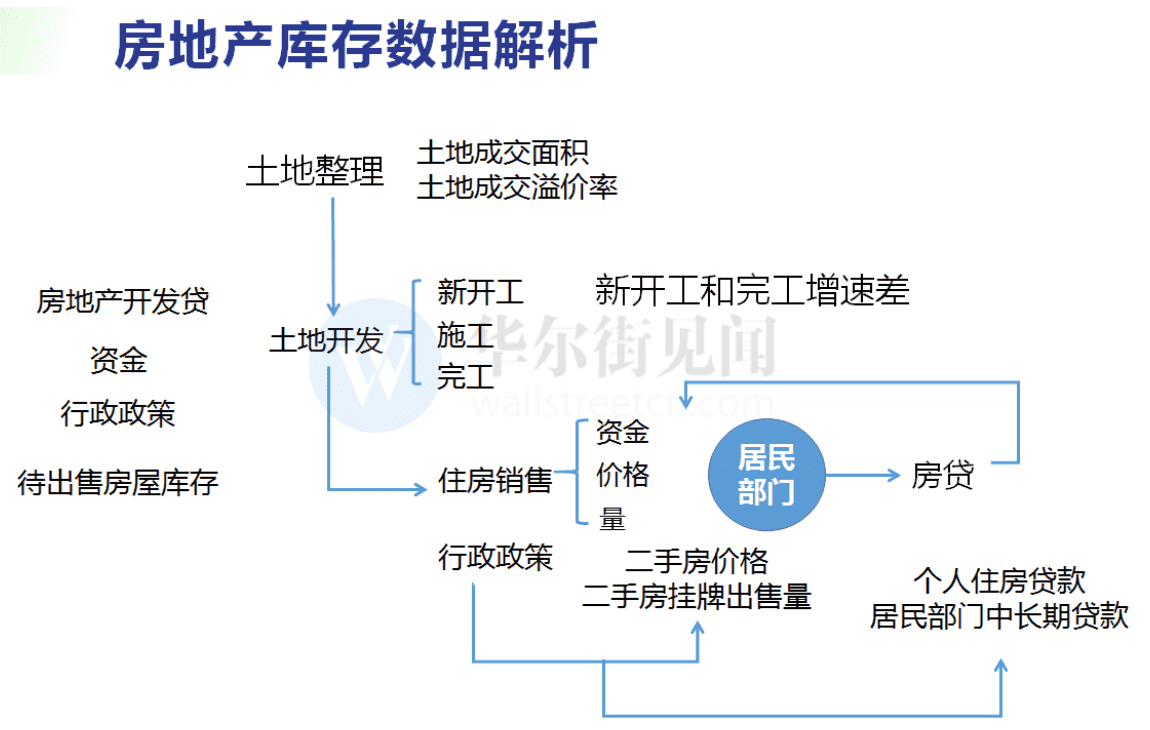 房地产库存数据解析
土地整理
土地成交面积
土地成交溢价率
房地产开发贷
资金
行政政策
待出售房屋库存
土地开发
新开工
施工
完工
新开工和完工增速差
华尔街见闻
wallstreetcn.com
住房销售
资金
价格
量
居民
部门
房贷
行政政策
二手房价格
二手房挂牌出售量
个人住房贷款
居民部门中长期贷款